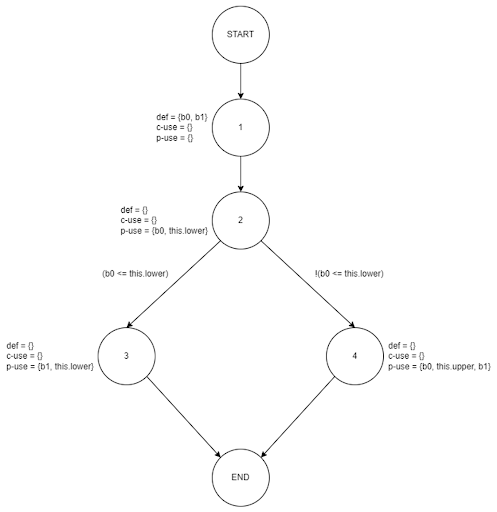 START
def = {b0, b1}
c-use = {}
p-use = {}
1
def = {}
c-use = {}
p-use = {b0, this.lower}
2
(b0 <= this.lower)
!(b0 <= this.lower)
def = {}
c-use = {}
p-use = {b1, this.lower}
3
4
def = {}
c-use = {}
p-use = {b0, this.upper, b1}
END